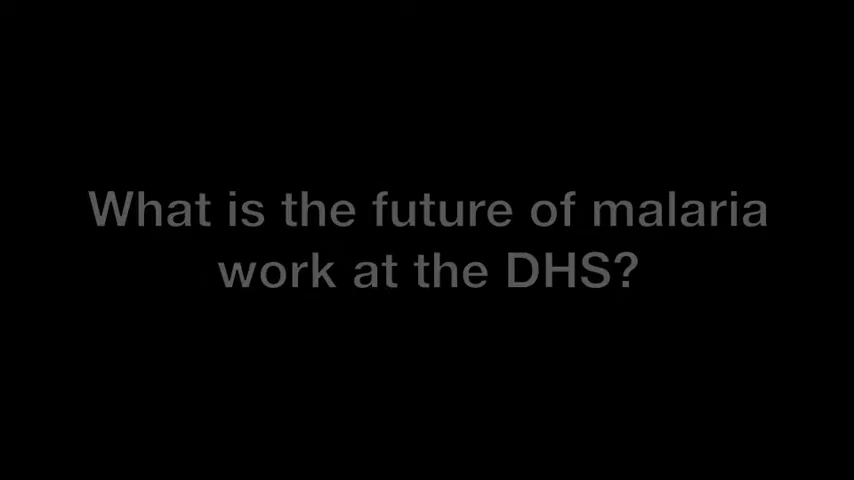 What is the future of malaria
work at the DHS?